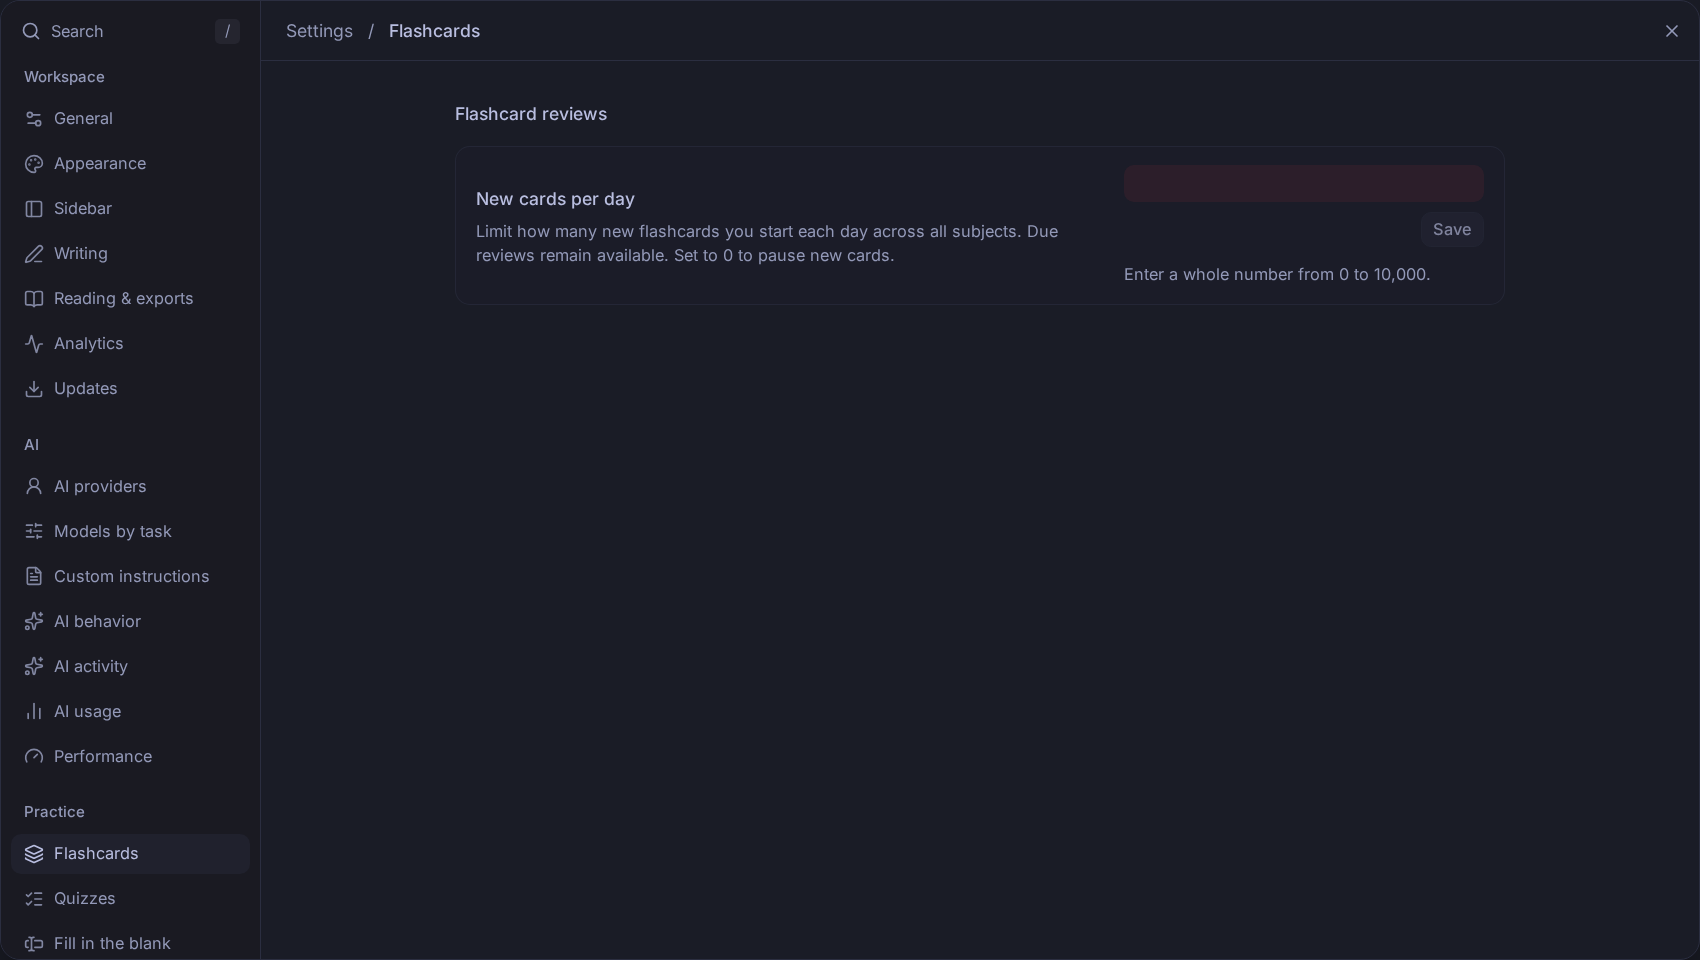 Search
/
Workspace
General
Appearance
Sidebar
Writing
Reading & exports
Analytics
Updates
AI
AI providers
Models by task
Custom instructions
AI behavior
AI activity
AI usage
Performance
Practice
Flashcards
Quizzes
Fill in the blank
Settings / Flashcards
Flashcard reviews
New cards per day
Limit how many new flashcards you start each day across all subjects. Due
reviews remain available. Set to 0 to pause new cards.
Save
Enter a whole number from 0 to 10,000.